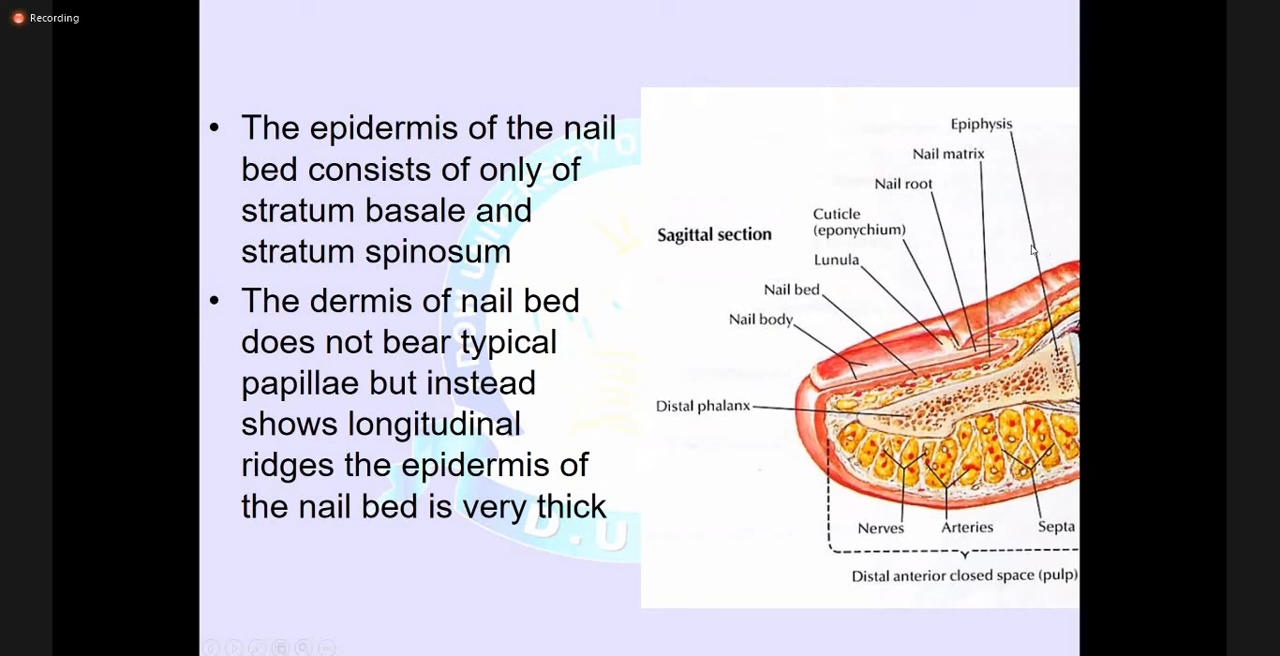 Recording
• The epidermis of the nail
bed consists of only of
stratum basale and
stratum spinosum
• The dermis of nail bed
does not bear typical
papillae but instead
shows longitudinal
ridges the epidermis of
the nail bed is very thick
DOW UNIVERSITY O
D.U
Epiphysis
Nail matrix
Nail root
Cuticle
(eponychium)
Sagittal section
Lunula
Nail bed
Nail body
Distal phalanx
Nerves
Arteries
Septa
Distal anterior closed space (pulp)